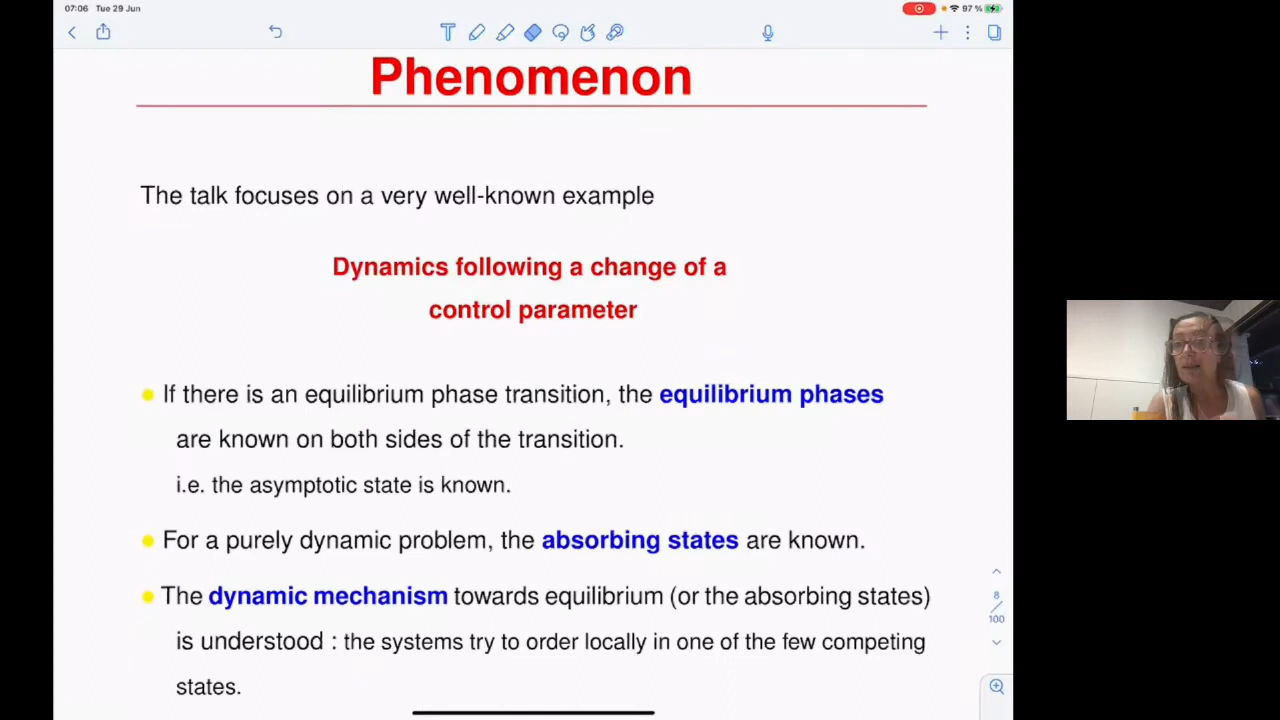 07:06 Tue 29 Jun
97 %
Phenomenon
The talk focuses on a very well-known example
Dynamics following a change of a
control parameter
If there is an equilibrium phase transition, the equilibrium phases
are known on both sides of the transition.
i.e. the asymptotic state is known.
For a purely dynamic problem, the absorbing states are known.
The dynamic mechanism towards equilibrium (or the absorbing states)
is understood : the systems try to order locally in one of the few competing
states.
8
100